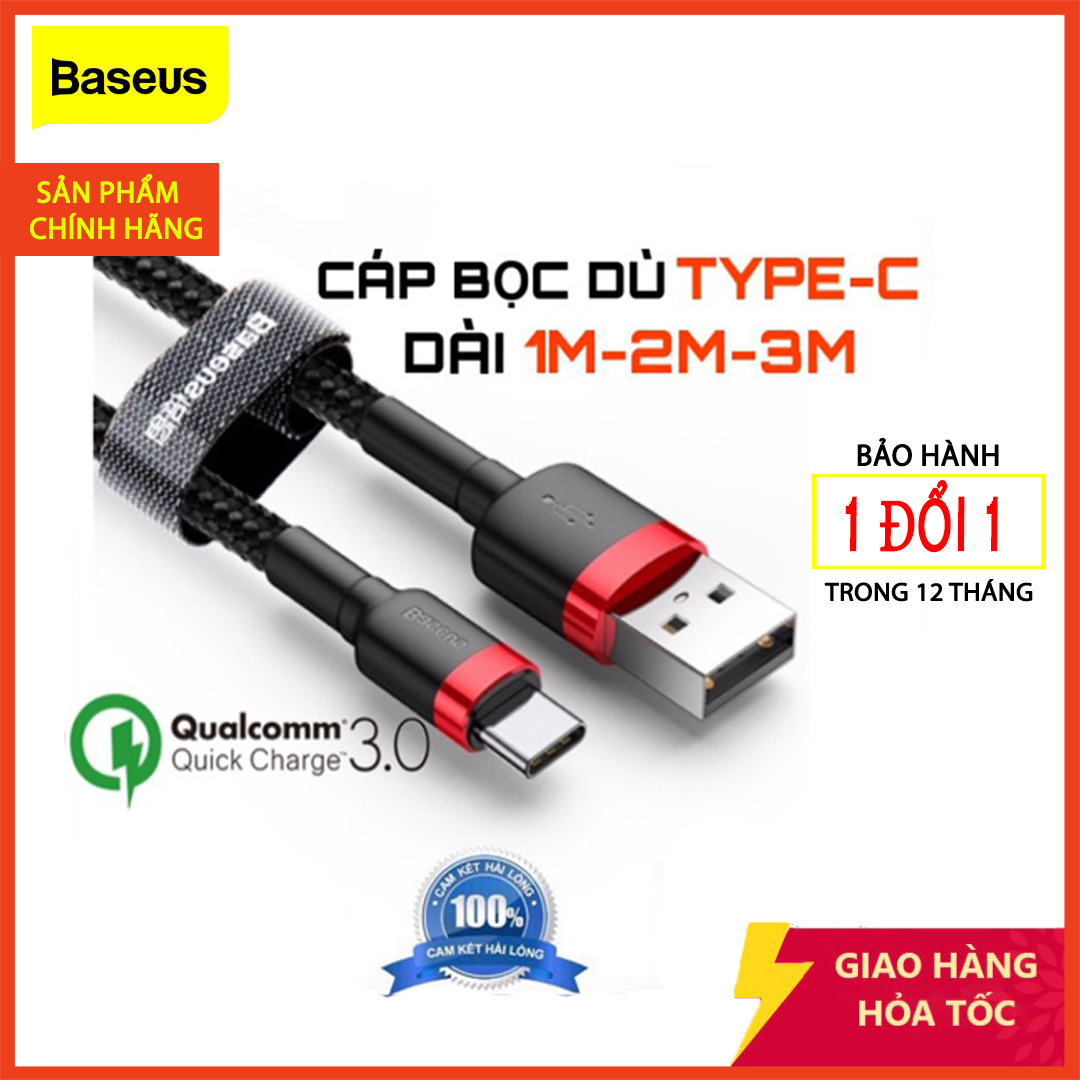 Baseus
SẢN PHẨM
CHÍNH HÃNG
CÁP BỌC DÙ TYPE-C
DÀI 1M-2M-3M
Baseus
BẢO HÀNH
1 ĐỔI 1
TRONG 12 THÁNG
Baseus
Qualcomm®
Quick Charge™ 3.0
CAM KẾT HÀI LÒNG
100%
CAM KẾT HÀI LÒNG
GIAO HÀNG
HỎA TỐC